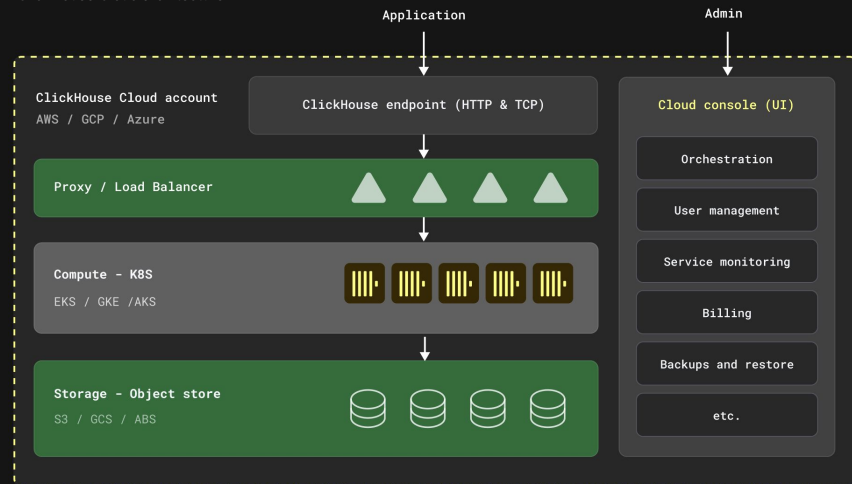 Application
Admin
ClickHouse Cloud account
AWS / GCP / Azure
ClickHouse endpoint (HTTP & TCP)
Cloud console (UI)
Proxy / Load Balancer
Orchestration
User management
Compute - K8S
EKS / GKE /AKS
Service monitoring
Billing
Storage - Object store
S3 / GCS / ABS
Backups and restore
etc.